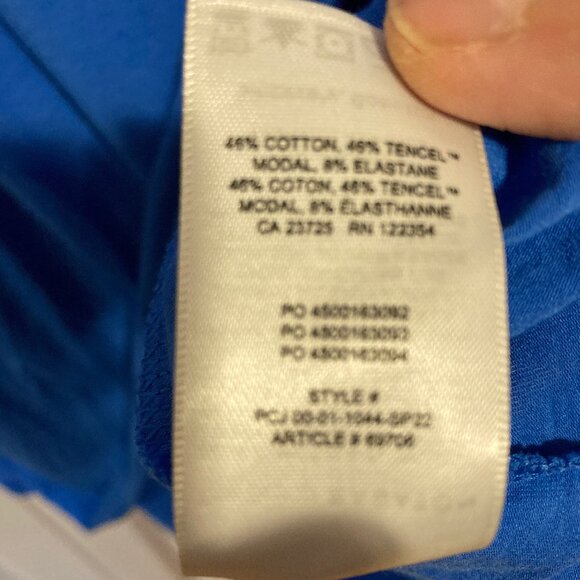 46% COTTON, 46% TENCEL™
MODAL, 8% ELASTANE
46% COTON, 46% TENCEL™
MODAL, 8% ÉLASTHANNE
CA 23725 RN 122354
PO 4500163092
PO 4500163093
PO 4500163094
STYLE #
PCJ 00-01-1044-SP22
ARTICLE # 69706